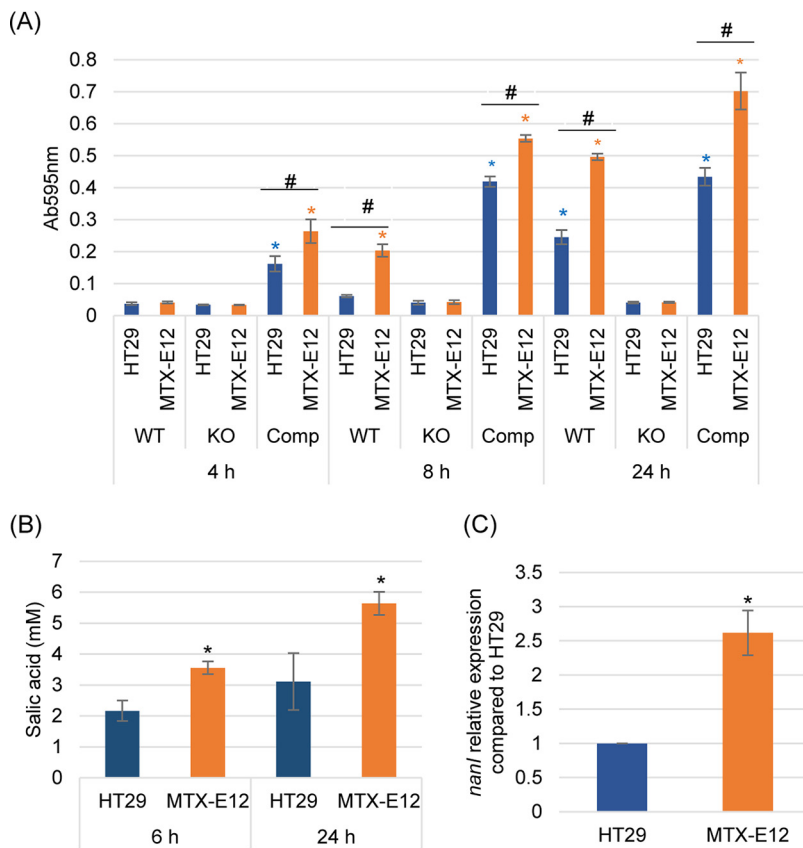 (A)
Ab595nm
0.8
0.7
0.6
0.5
0.4
0.3
0.2
0.1
0
# # # # #
* * * * * * * * *
HT29 MTX-E12 HT29 MTX-E12 HT29 MTX-E12 HT29 MTX-E12 HT29 MTX-E12 HT29 MTX-E12 HT29 MTX-E12 HT29 MTX-E12 HT29 MTX-E12
WT KO Comp WT KO Comp WT KO Comp
4 h 8 h 24 h
(B)
Salic acid (mM)
7
6
5
4
3
2
1
0
* *
HT29 MTX-E12 HT29 MTX-E12
6 h 24 h
(C)
nanI relative expression
compared to HT29
3.5
3
2.5
2
1.5
1
0.5
0
*
HT29 MTX-E12